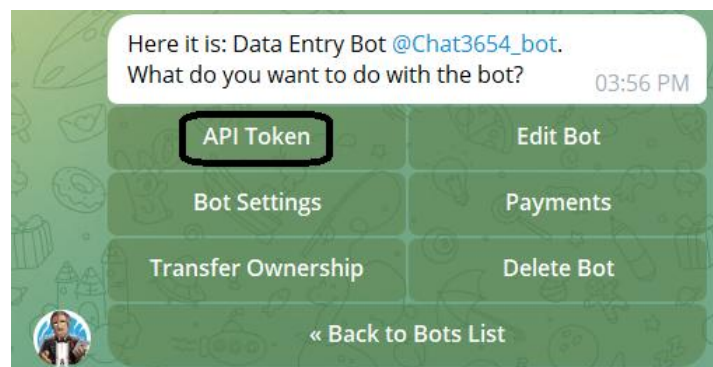 Here it is: Data Entry Bot @Chat3654_bot.
What do you want to do with the bot?
03:56 PM
API Token
Edit Bot
Bot Settings
Payments
Transfer Ownership
Delete Bot
« Back to Bots List